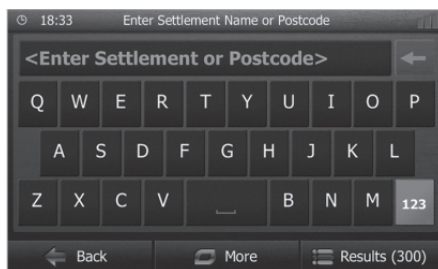 18:33 Enter Settlement Name or Postcode
<Enter Settlement or Postcode>
Q W E R T Y U I O P
A S D F G H J K L
Z X C V B N M 123
Back More Results (300)